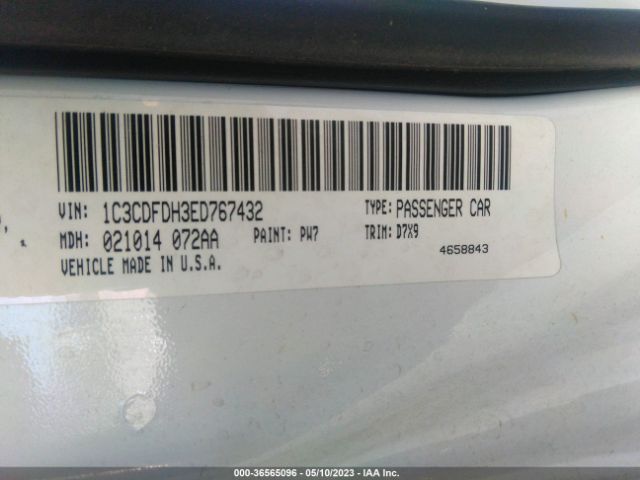 VIN: 1C3CDFDH3ED767432 TYPE: PASSENGER CAR
MDH: 021014 072AA PAINT: PW7 TRIM: D7X9
VEHICLE MADE IN U.S.A. 4658843
000-36565096 - 05/10/2023 - IAA Inc.